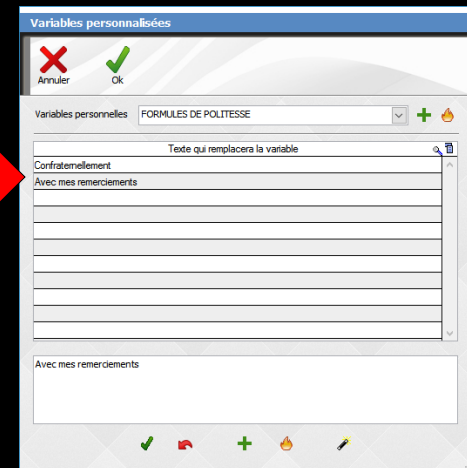 Variables personnalisées
Annuler
Ok
Variables personnelles
FORMULES DE POLITESSE
Texte qui remplacera la variable
Confraternellement
Avec mes remerciements
Avec mes remerciements